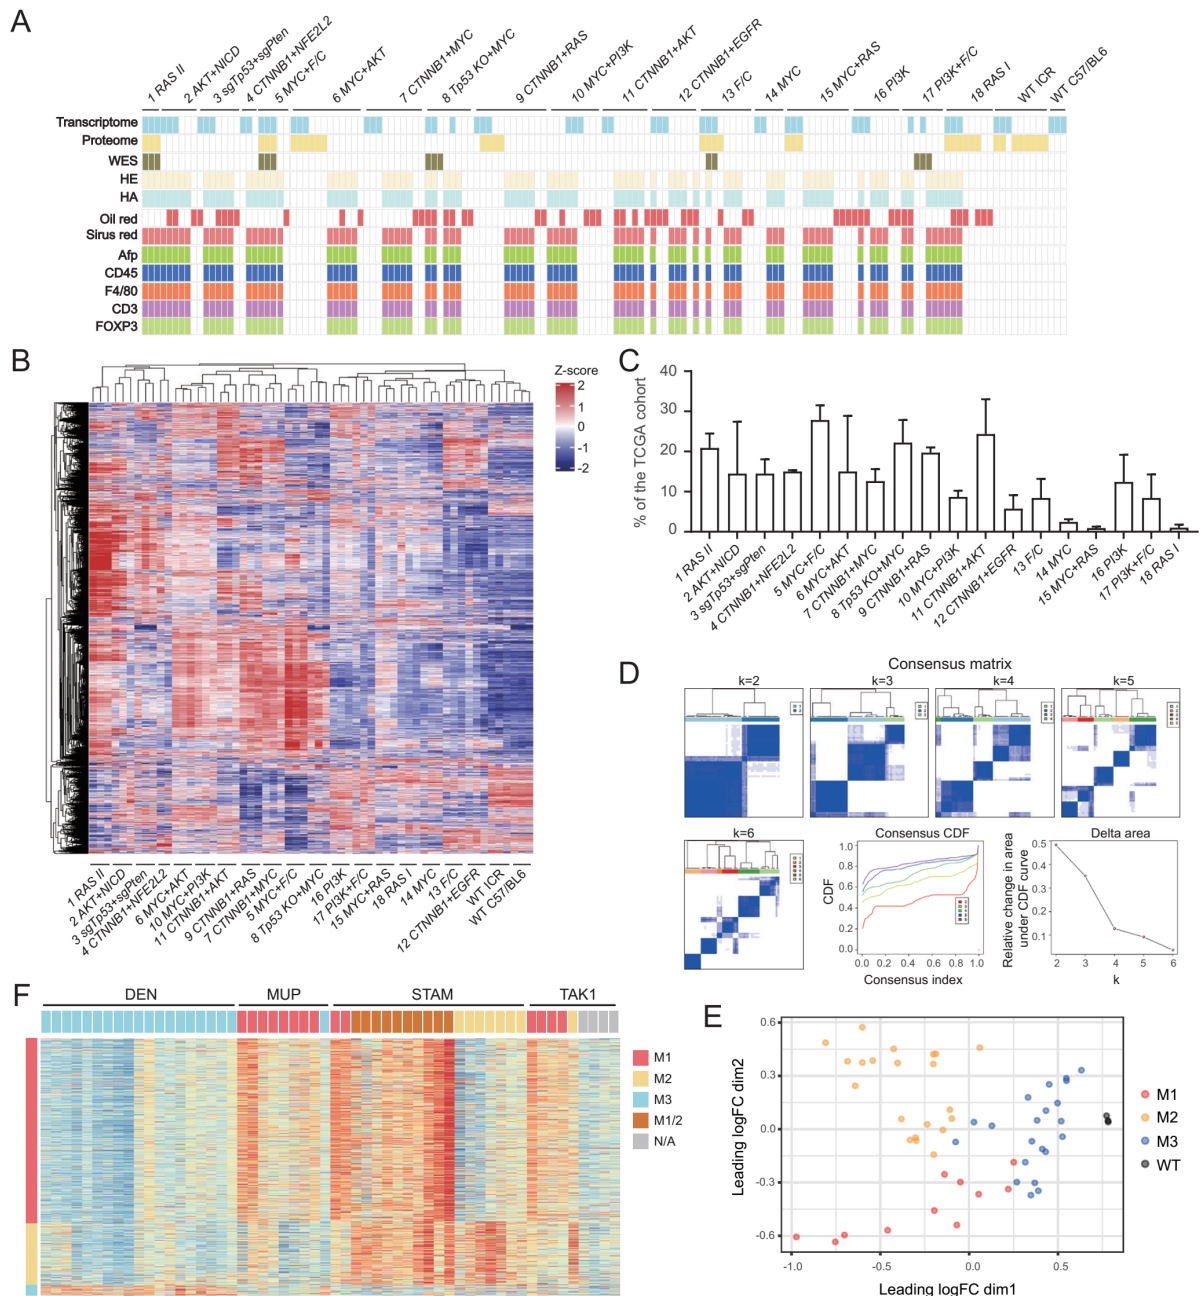 A
1 RAS II
2 AKT+NICD
3 sgTp53+sgPten
4 CTNNB1+NFE2L2
5 MYC+F/C
6 MYC+AKT
7 CTNNB1+MYC
8 Tp53 KO+MYC
9 CTNNB1+RAS
10 MYC+PI3K
11 CTNNB1+AKT
12 CTNNB1+EGFR
13 F/C
14 MYC
15 MYC+RAS
16 PI3K
17 PI3K+F/C
18 RAS I
WT ICR
WT C57/BL6
Transcriptome
Proteome
WES
HE
HA
Oil red
Sirus red
Afp
CD45
F4/80
CD3
FOXP3
B
Z-score
2
1
0
-1
-2
1 RAS II
2 AKT+NICD
3 sgTp53+sgPten
4 CTNNB1+NFE2L2
6 MYC+AKT
10 MYC+PI3K
11 CTNNB1+AKT
9 CTNNB1+RAS
7 CTNNB1+MYC
5 MYC+F/C
8 Tp53 KO+MYC
16 PI3K
17 PI3K+F/C
15 MYC+RAS
18 RAS I
14 MYC
13 F/C
12 CTNNB1+EGFR
WT ICR
WT C57/BL6
C
% of the TCGA cohort
40
30
20
10
0
1 RAS II
2 AKT+NICD
3 sgTp53+sgPten
4 CTNNB1+NFE2L2
5 MYC+F/C
6 MYC+AKT
7 CTNNB1+MYC
8 Tp53 KO+MYC
9 CTNNB1+RAS
10 MYC+PI3K
11 CTNNB1+AKT
12 CTNNB1+EGFR
13 F/C
14 MYC
15 MYC+RAS
16 PI3K
17 PI3K+F/C
18 RAS I
D
Consensus matrix
k=2
k=3
k=4
k=5
k=6
Consensus CDF
CDF
1.0
0.8
0.6
0.4
0.2
0.0
0.0 0.2 0.4 0.6 0.8 1.0
Consensus index
Delta area
Relative change in area
under CDF curve
0.5
0.4
0.3
0.2
0.1
2 3 4 5 6
k
F
DEN
MUP
STAM
TAK1
M1
M2
M3
M1/2
N/A
E
Leading logFC dim2
0.6
0.3
0.0
-0.3
-0.6
-1.0
-0.5
0.0
0.5
Leading logFC dim1
M1
M2
M3
WT